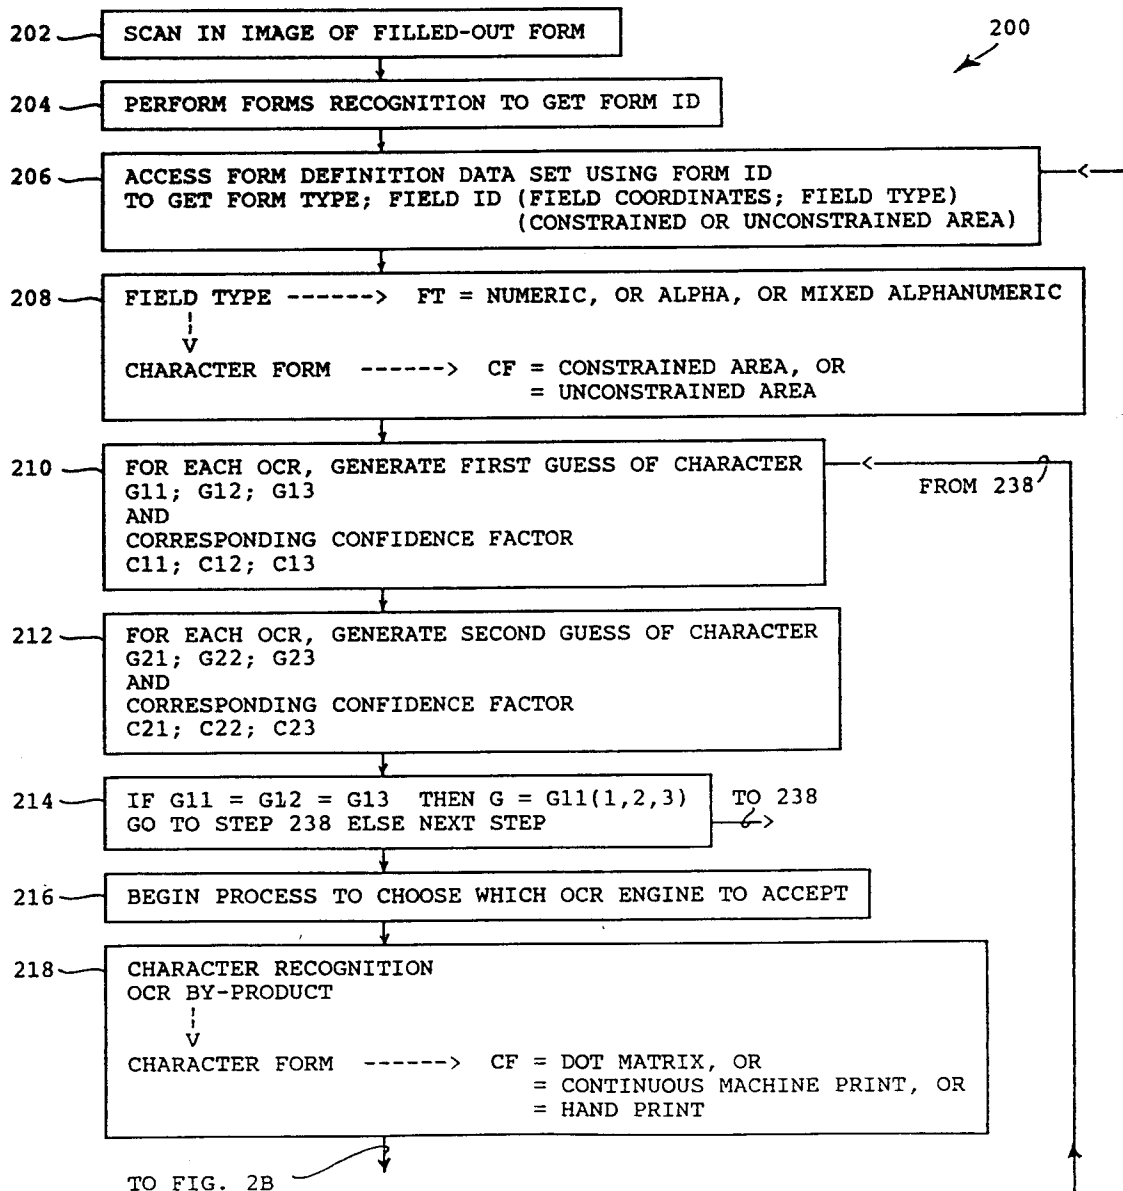 200
202 SCAN IN IMAGE OF FILLED-OUT FORM
204 PERFORM FORMS RECOGNITION TO GET FORM ID
206 ACCESS FORM DEFINITION DATA SET USING FORM ID
TO GET FORM TYPE; FIELD ID (FIELD COORDINATES; FIELD TYPE)
(CONSTRAINED OR UNCONSTRAINED AREA)
208 FIELD TYPE ------> FT = NUMERIC, OR ALPHA, OR MIXED ALPHANUMERIC
CHARACTER FORM ------> CF = CONSTRAINED AREA, OR
= UNCONSTRAINED AREA
210 FOR EACH OCR, GENERATE FIRST GUESS OF CHARACTER
G11; G12; G13
AND
CORRESPONDING CONFIDENCE FACTOR
C11; C12; C13
FROM 238
212 FOR EACH OCR, GENERATE SECOND GUESS OF CHARACTER
G21; G22; G23
AND
CORRESPONDING CONFIDENCE FACTOR
C21; C22; C23
214 IF G11 = G12 = G13 THEN G = G11(1,2,3)
GO TO STEP 238 ELSE NEXT STEP
TO 238
216 BEGIN PROCESS TO CHOOSE WHICH OCR ENGINE TO ACCEPT
218 CHARACTER RECOGNITION
OCR BY-PRODUCT
CHARACTER FORM ------> CF = DOT MATRIX, OR
= CONTINUOUS MACHINE PRINT, OR
= HAND PRINT
TO FIG. 2B